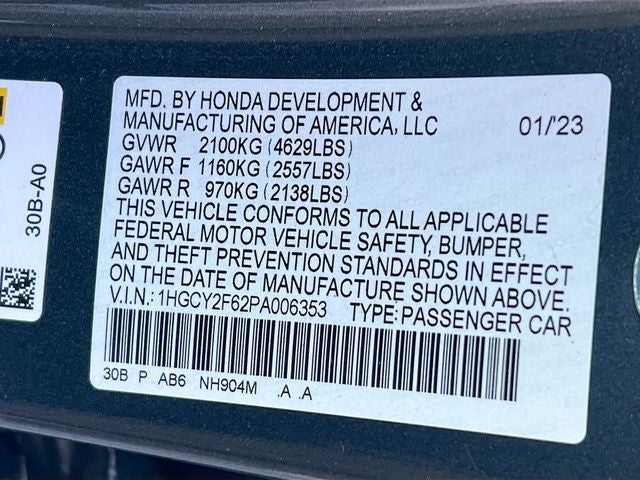 30B-A0
MFD. BY HONDA DEVELOPMENT &
MANUFACTURING OF AMERICA, LLC 01/23
GVWR 2100KG (4629LBS)
GAWR F 1160KG (2557LBS)
GAWR R 970KG (2138LBS)
THIS VEHICLE CONFORMS TO ALL APPLICABLE
FEDERAL MOTOR VEHICLE SAFETY, BUMPER,
AND THEFT PREVENTION STANDARDS IN EFFECT
ON THE DATE OF MANUFACTURE SHOWN ABOVE.
V.I.N.: 1HGCY2F62PA006353 TYPE: PASSENGER CAR
30B P AB6 NH904M .A .A